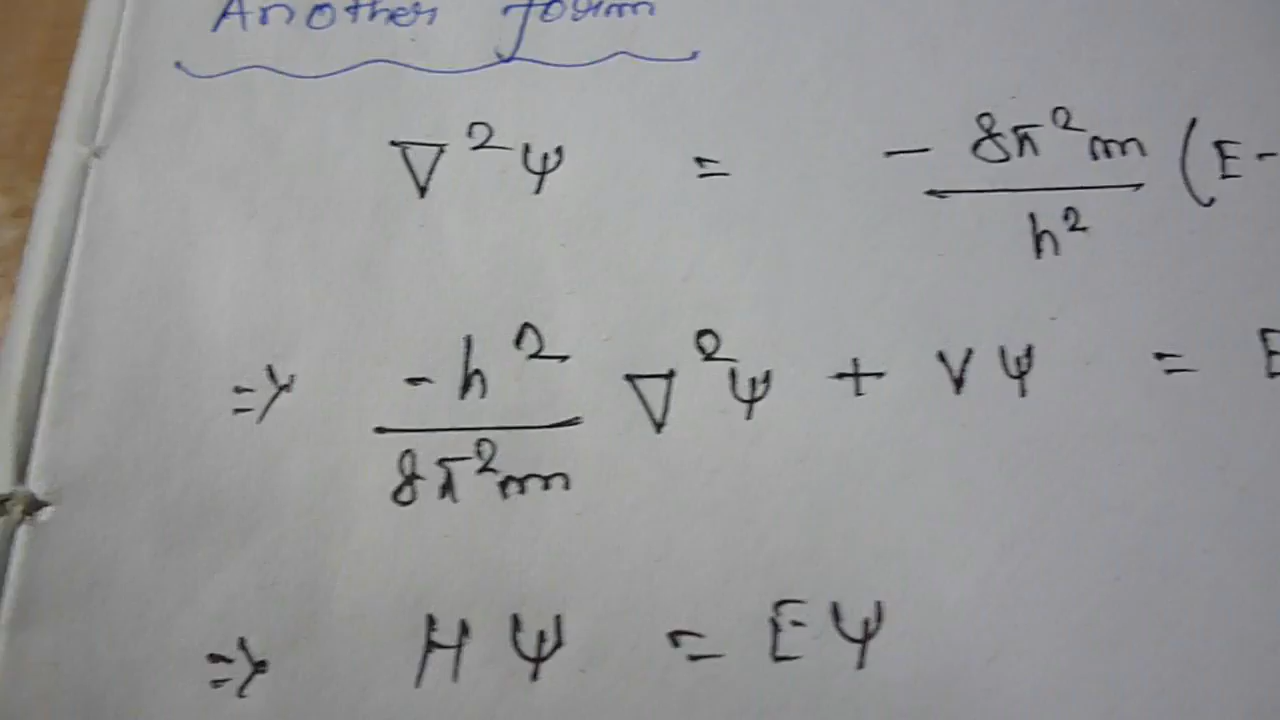 Another form
∇²ψ = - 8π²m/h² (E-
⇒ -h²/8π²m ∇²ψ + Vψ = E
⇒ Hψ = Eψ